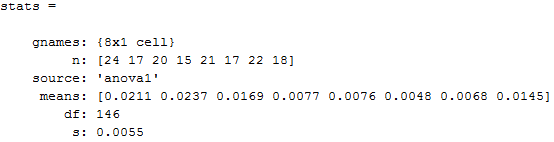 stats =
gnames: {8x1 cell}
n: [24 17 20 15 21 17 22 18]
source: 'anova1'
means: [0.0211 0.0237 0.0169 0.0077 0.0076 0.0048 0.0068 0.0145]
df: 146
s: 0.0055